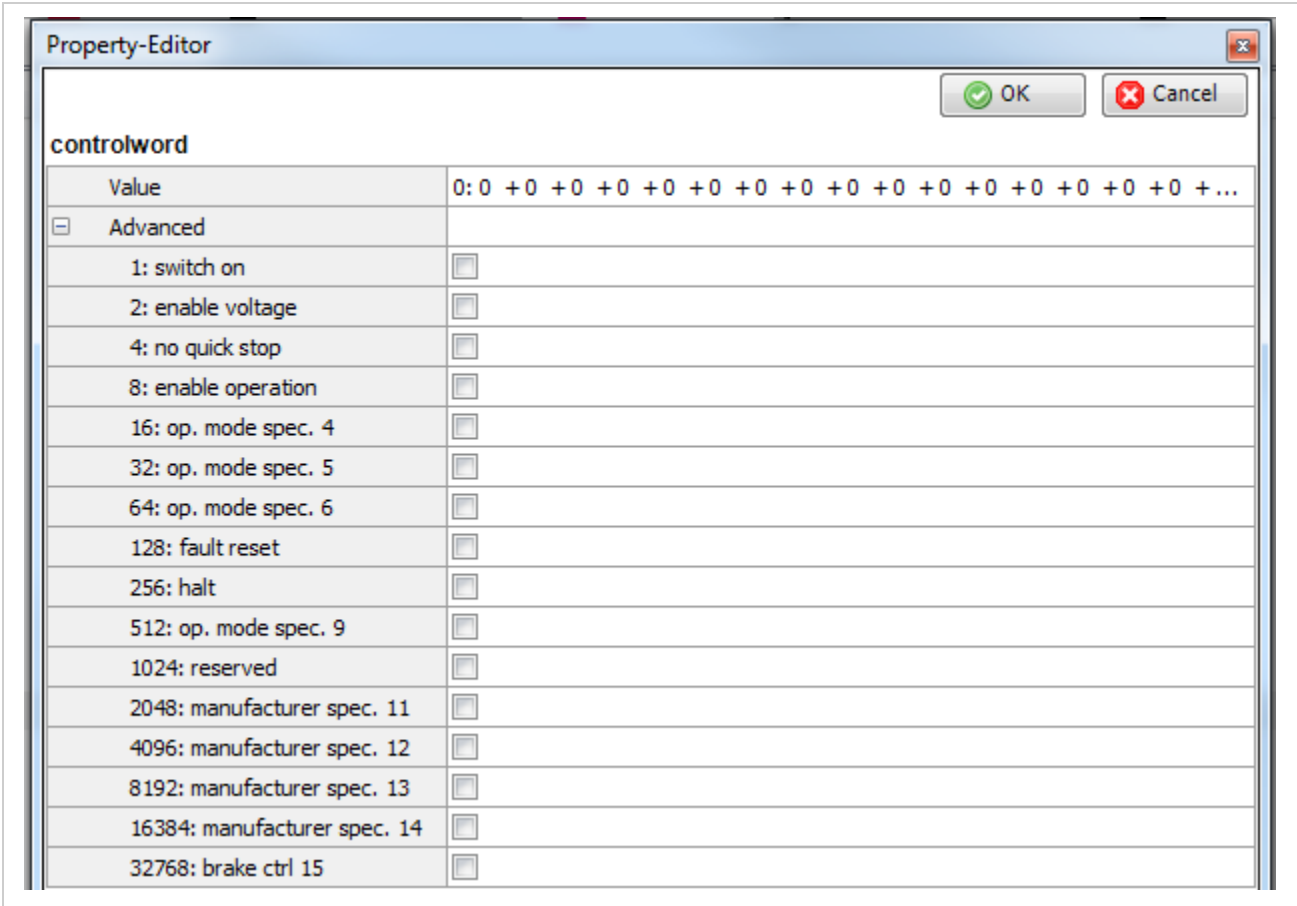 Property-Editor
OK Cancel
controlword
Value 0: 0 +0 +0 +0 +0 +0 +0 +0 +0 +0 +0 +0 +0 +0 +0 +0 +...
Advanced
1: switch on
2: enable voltage
4: no quick stop
8: enable operation
16: op. mode spec. 4
32: op. mode spec. 5
64: op. mode spec. 6
128: fault reset
256: halt
512: op. mode spec. 9
1024: reserved
2048: manufacturer spec. 11
4096: manufacturer spec. 12
8192: manufacturer spec. 13
16384: manufacturer spec. 14
32768: brake ctrl 15